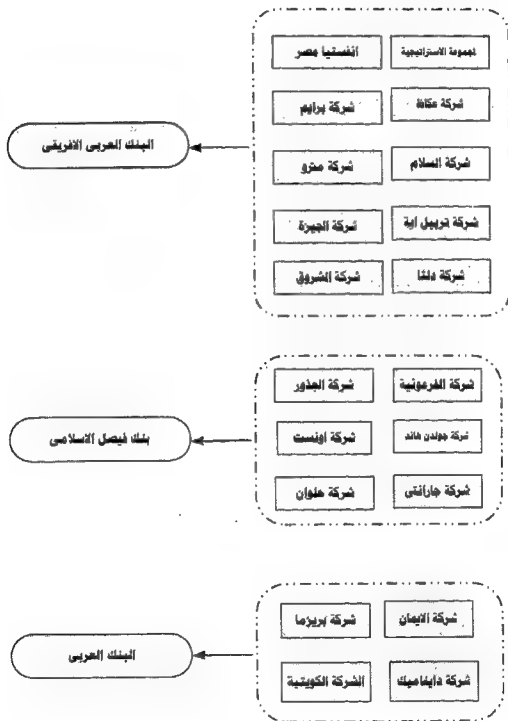 المجموعة الاستراتيجية
انفستيا مصر
شركة عكاظ
شركة برايم
البنك العربى الافريقى
شركة السلام
شركة مترو
شركة تريبل اية
شركة الجيزة
شركة دلتا
شركة الشروق
شركة الفرعونية
شركة الجذور
شركة جولدن هاند
شركة اونست
بنك فيصل الاسلامى
شركة جارانتى
شركة حلوان
شركة الايمان
شركة بريزما
البنك العربى
شركة دايناميك
الشركة الكويتية